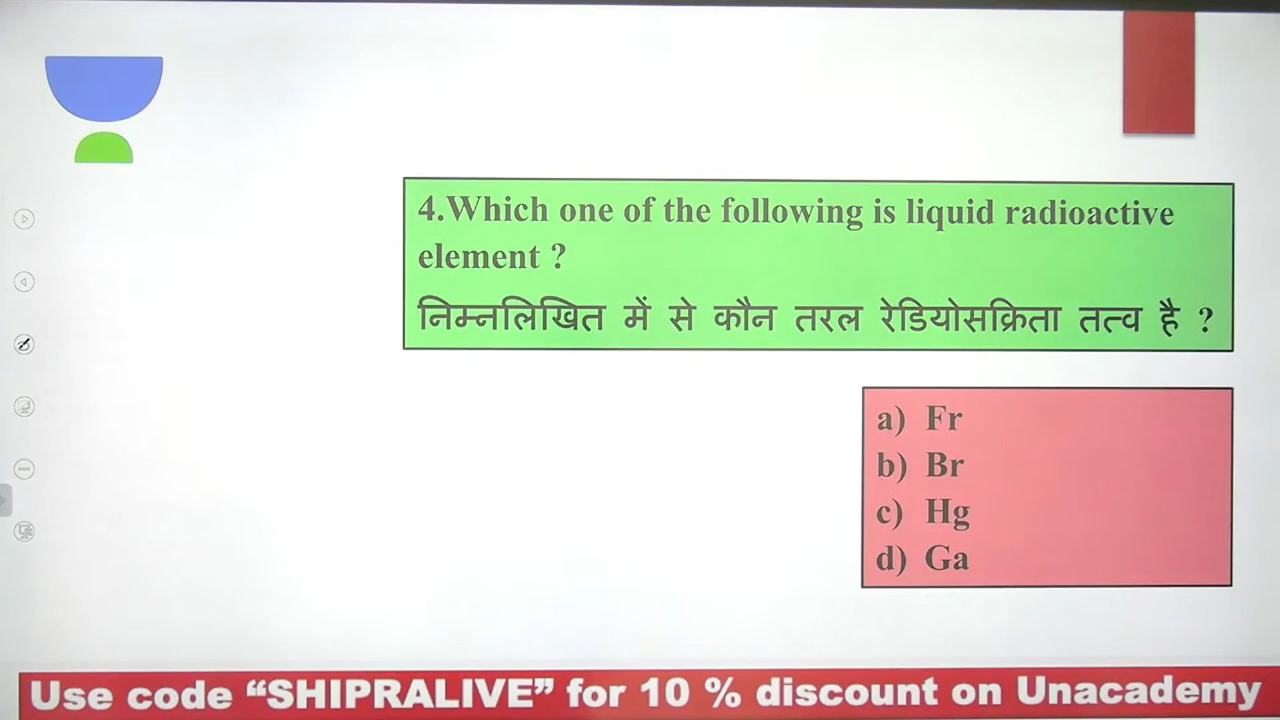 4.Which one of the following is liquid radioactive
element ?
निम्नलिखित में से कौन तरल रेडियोसक्रिता तत्व है ?
a) Fr
b) Br
c) Hg
d) Ga
Use code “SHIPRALIVE” for 10 % discount on Unacademy